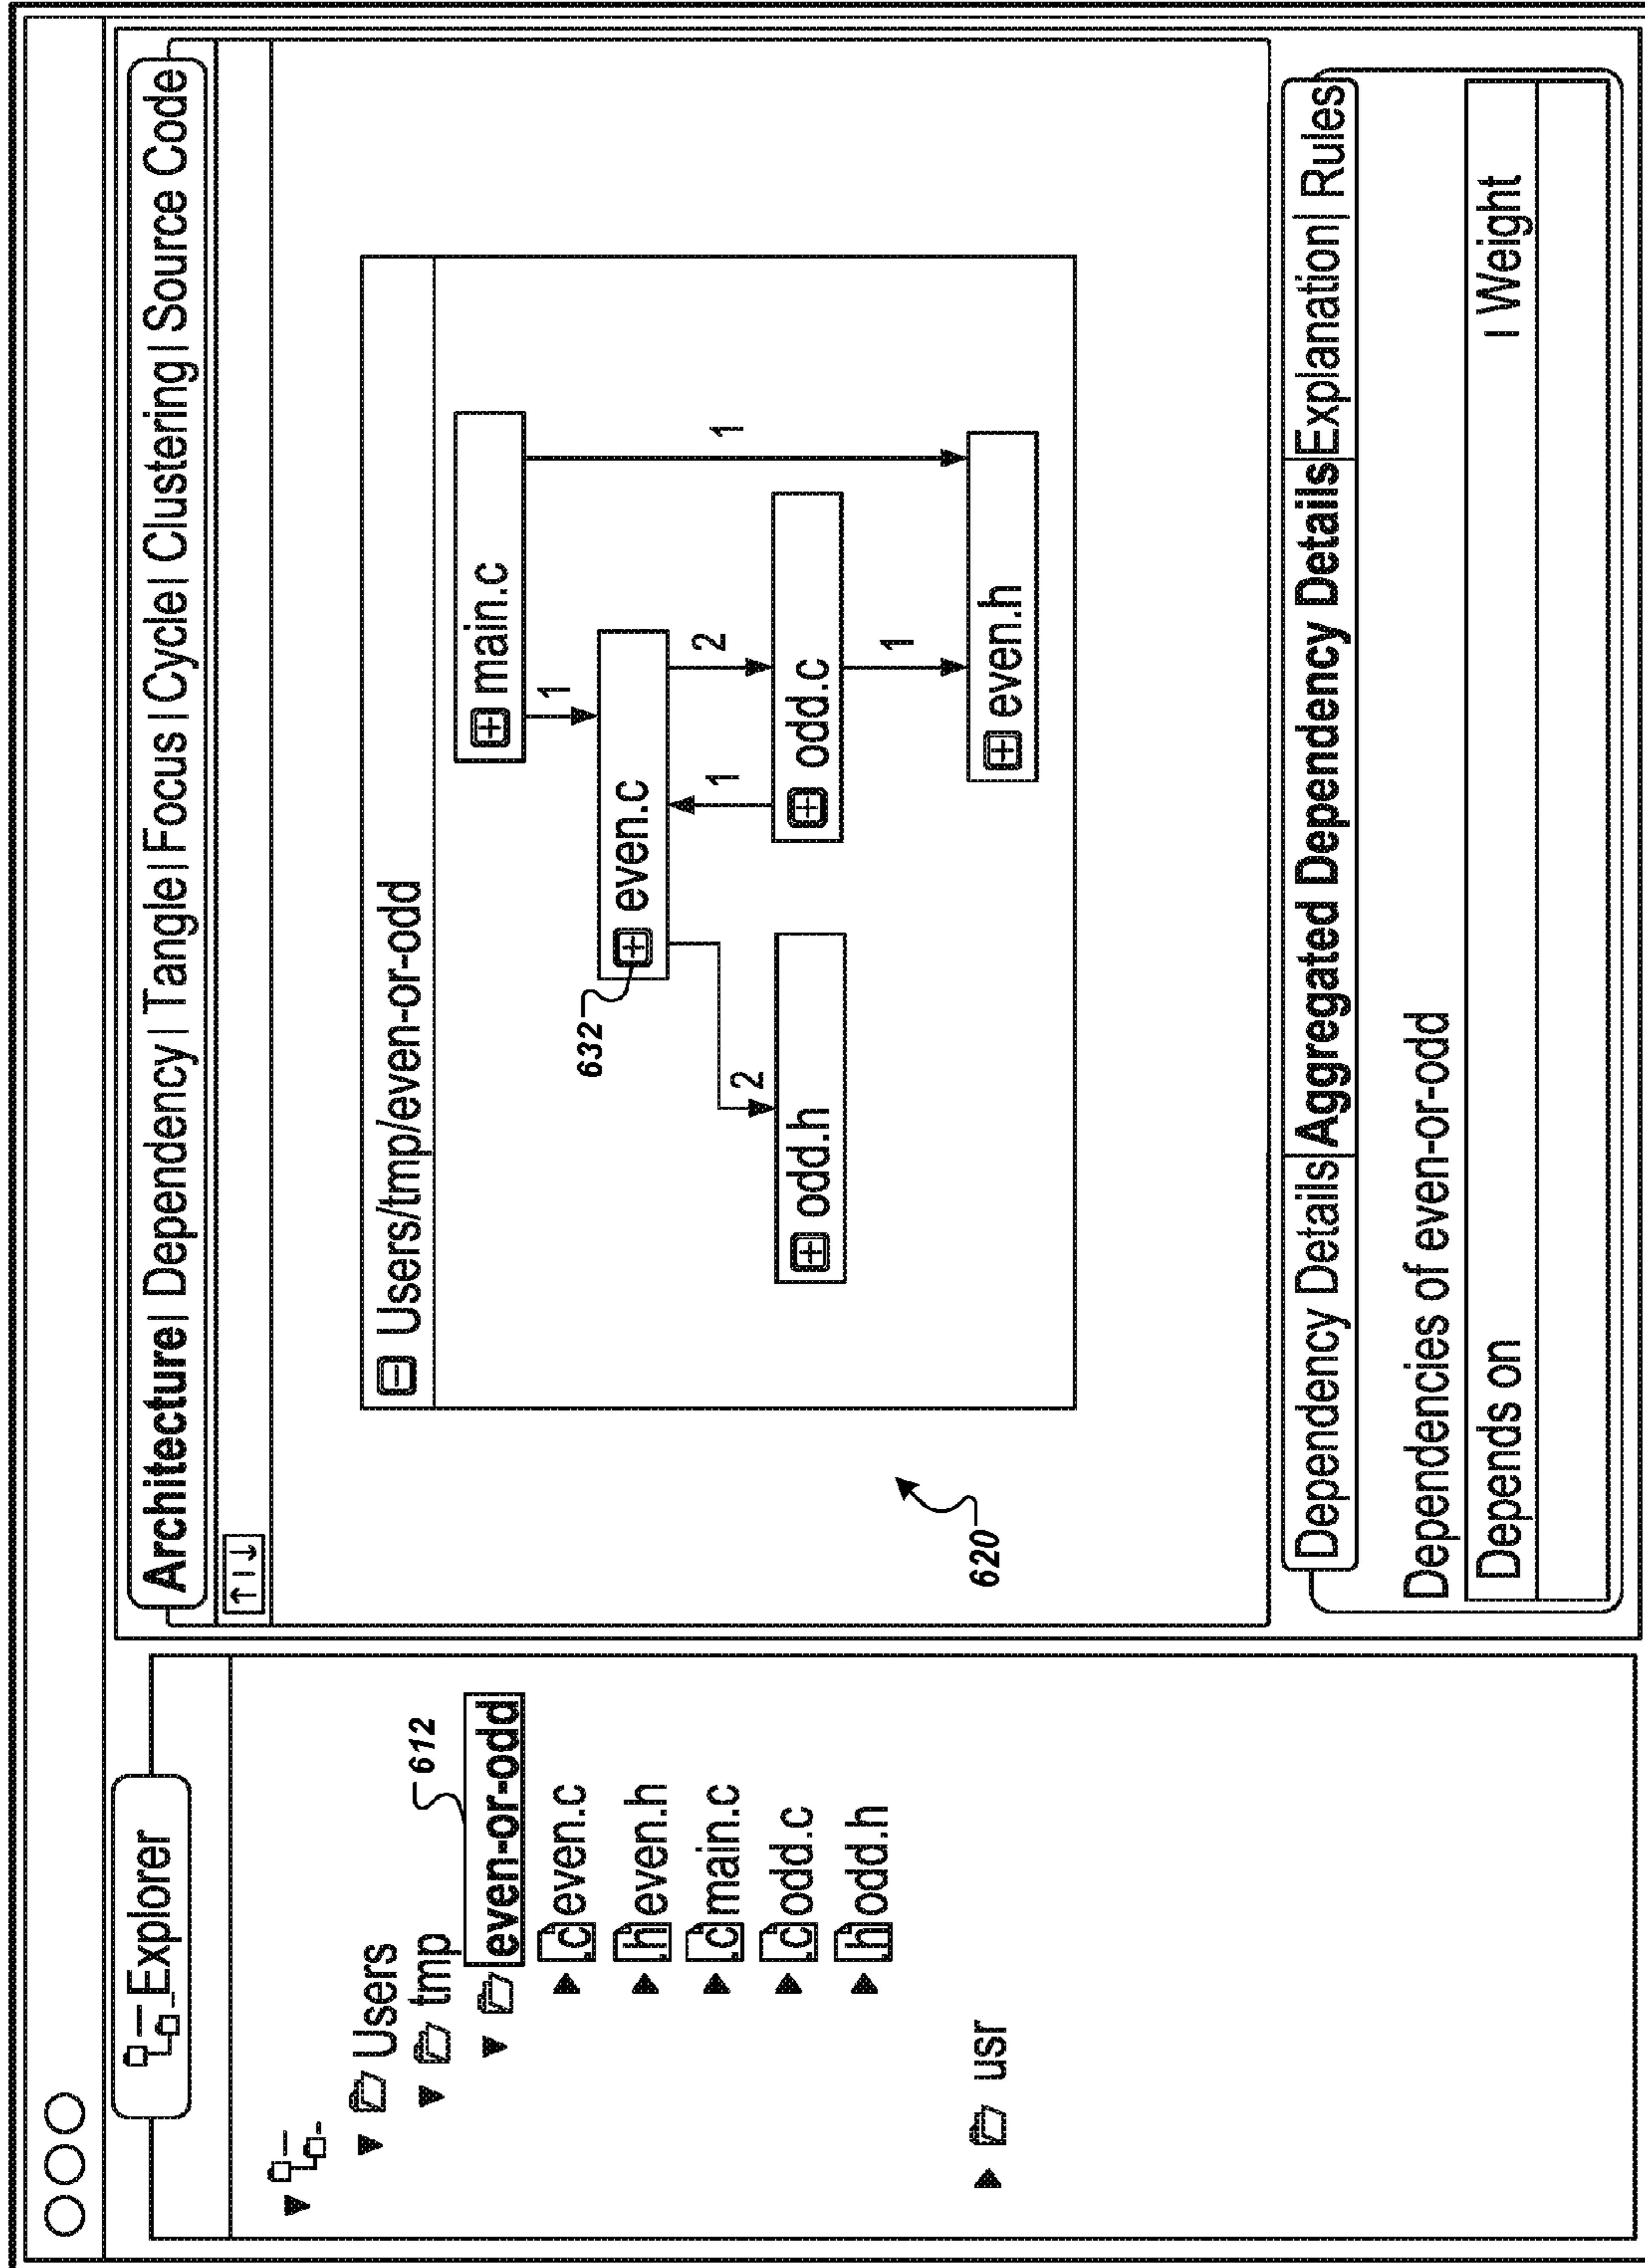 Explorer
Users
tmp
even-or-odd
612
.c even.c
.h even.h
.c main.c
.c odd.c
.h odd.h
usr
Architecture | Dependency | Tangle | Focus | Cycle | Clustering | Source Code
↑ | ↓
Users/tmp/even-or-odd
main.c
1
632
even.c
1
2
1
2
odd.h
odd.c
1
even.h
620
Dependency Details | Aggregated Dependency Details | Explanation | Rules
Dependencies of even-or-odd
Depends on | Weight